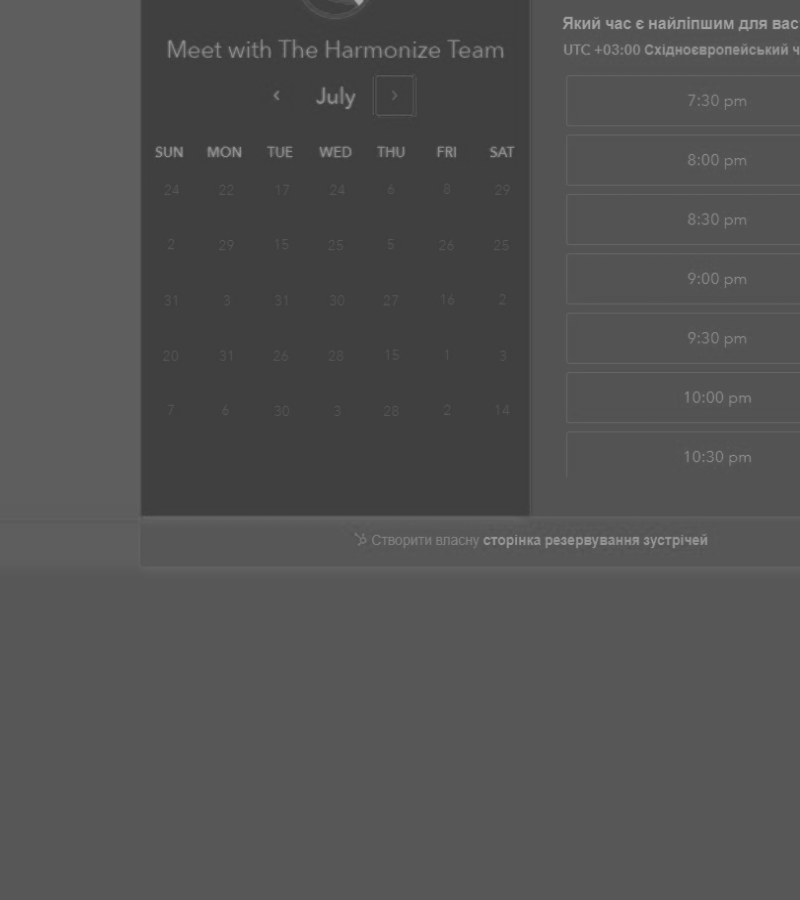 Meet with The Harmonize Team
July
SUN MON TUE WED THU FRI SAT
24 22 17 24 6 8 29
2 29 15 25 5 26 25
31 3 31 30 27 16 2
20 31 26 28 15 1 3
7 6 30 3 28 2 14
Який час є найліпшим для вас
UTC +03:00 Східноєвропейський ч
7:30 pm
8:00 pm
8:30 pm
9:00 pm
9:30 pm
10:00 pm
10:30 pm
Створити власну сторінка резервування зустрічей